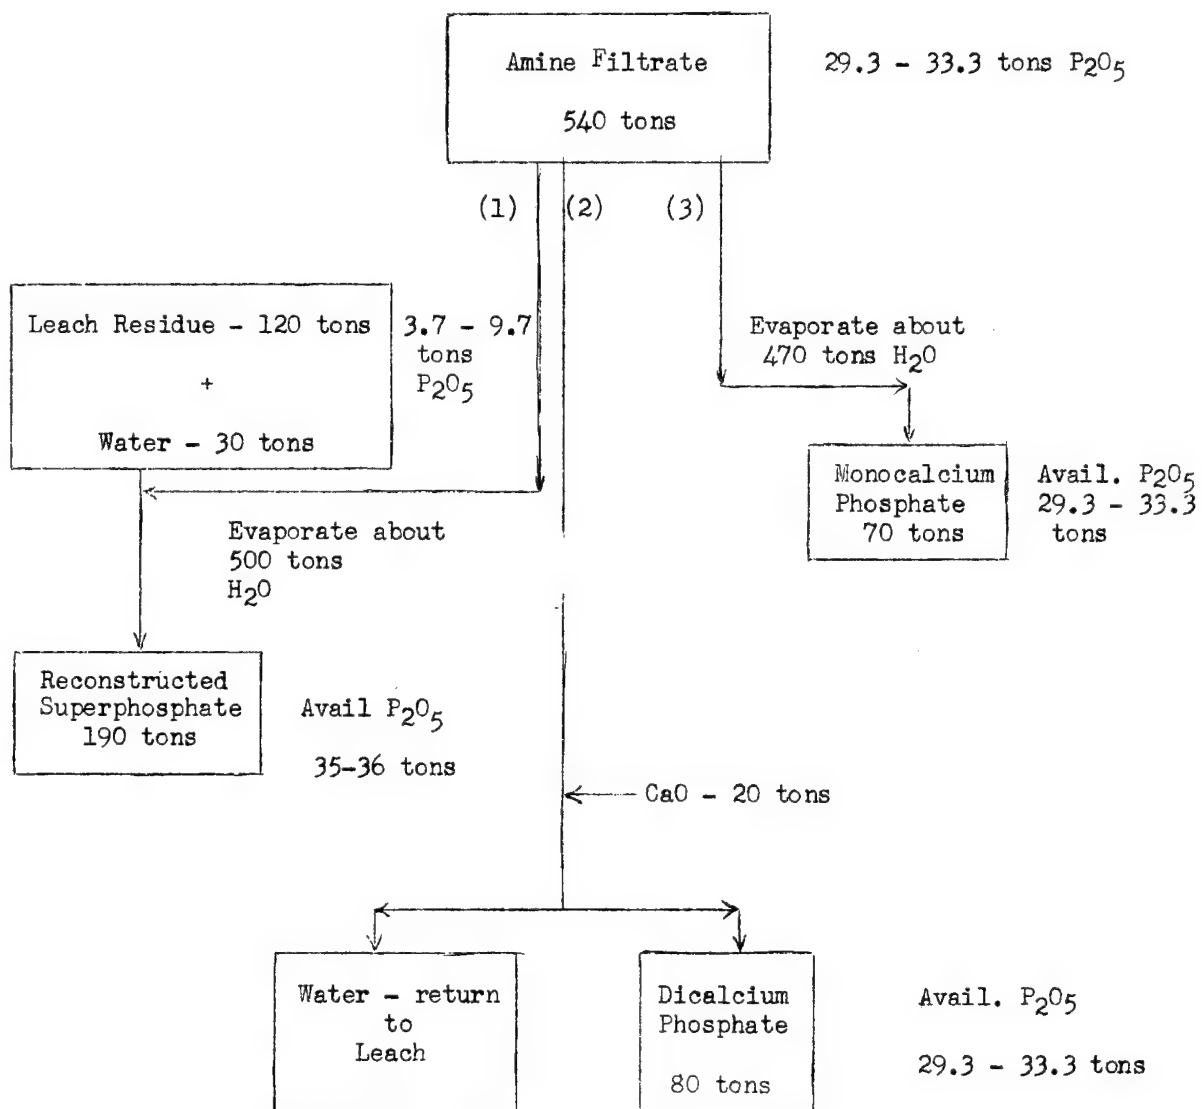 Amine Filtrate
540 tons
29.3 - 33.3 tons P2O5
(1)
(2)
(3)
Leach Residue - 120 tons
+
Water - 30 tons
3.7 - 9.7
tons
P2O5
Evaporate about
470 tons H2O
Monocalcium
Phosphate
70 tons
Avail. P2O5
29.3 - 33.3
tons
Evaporate about
500 tons
H2O
Reconstructed
Superphosphate
190 tons
Avail P2O5
35-36 tons
CaO - 20 tons
Water - return
to
Leach
Dicalcium
Phosphate
80 tons
Avail. P2O5
29.3 - 33.3 tons